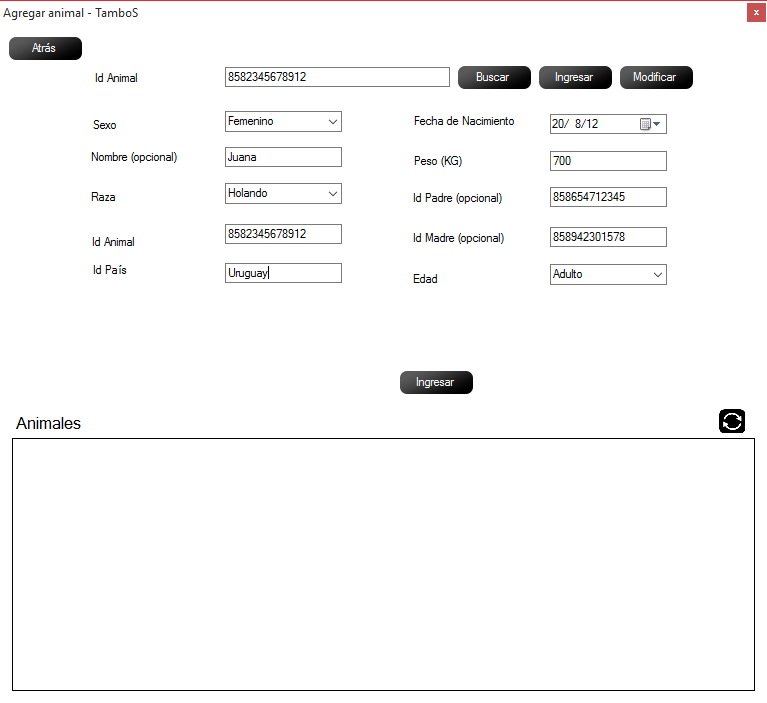 Agregar animal - TamboS
x
Atrás
Id Animal 8582345678912 Buscar Ingresar Modificar
Sexo Femenino Fecha de Nacimiento 20/ 8/12
Nombre (opcional) Juana Peso (KG) 700
Raza Holando Id Padre (opcional) 858654712345
Id Animal 8582345678912 Id Madre (opcional) 858942301578
Id País Uruguay Edad Adulto
Ingresar
Animales